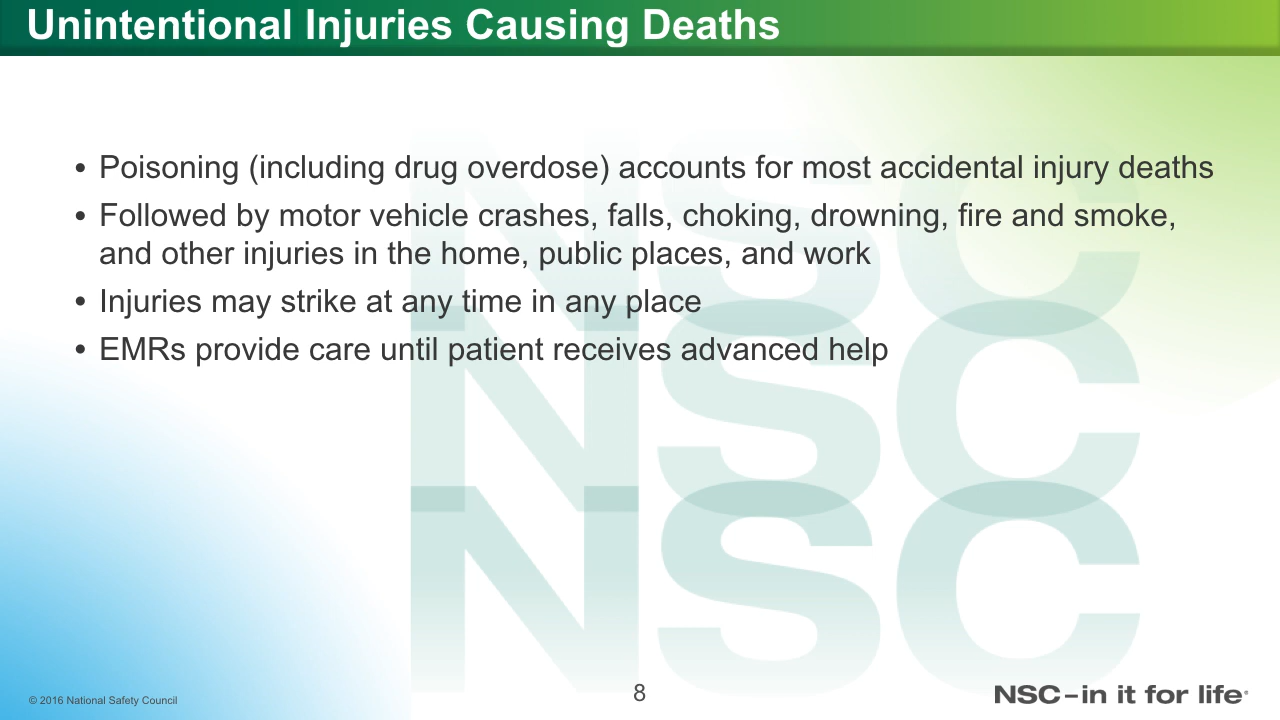 Unintentional Injuries Causing Deaths
• Poisoning (including drug overdose) accounts for most accidental injury deaths
• Followed by motor vehicle crashes, falls, choking, drowning, fire and smoke,
and other injuries in the home, public places, and work
• Injuries may strike at any time in any place
• EMRs provide care until patient receives advanced help
NSC
NSC
NSC
© 2016 National Safety Council
8
NSC–in it for life®